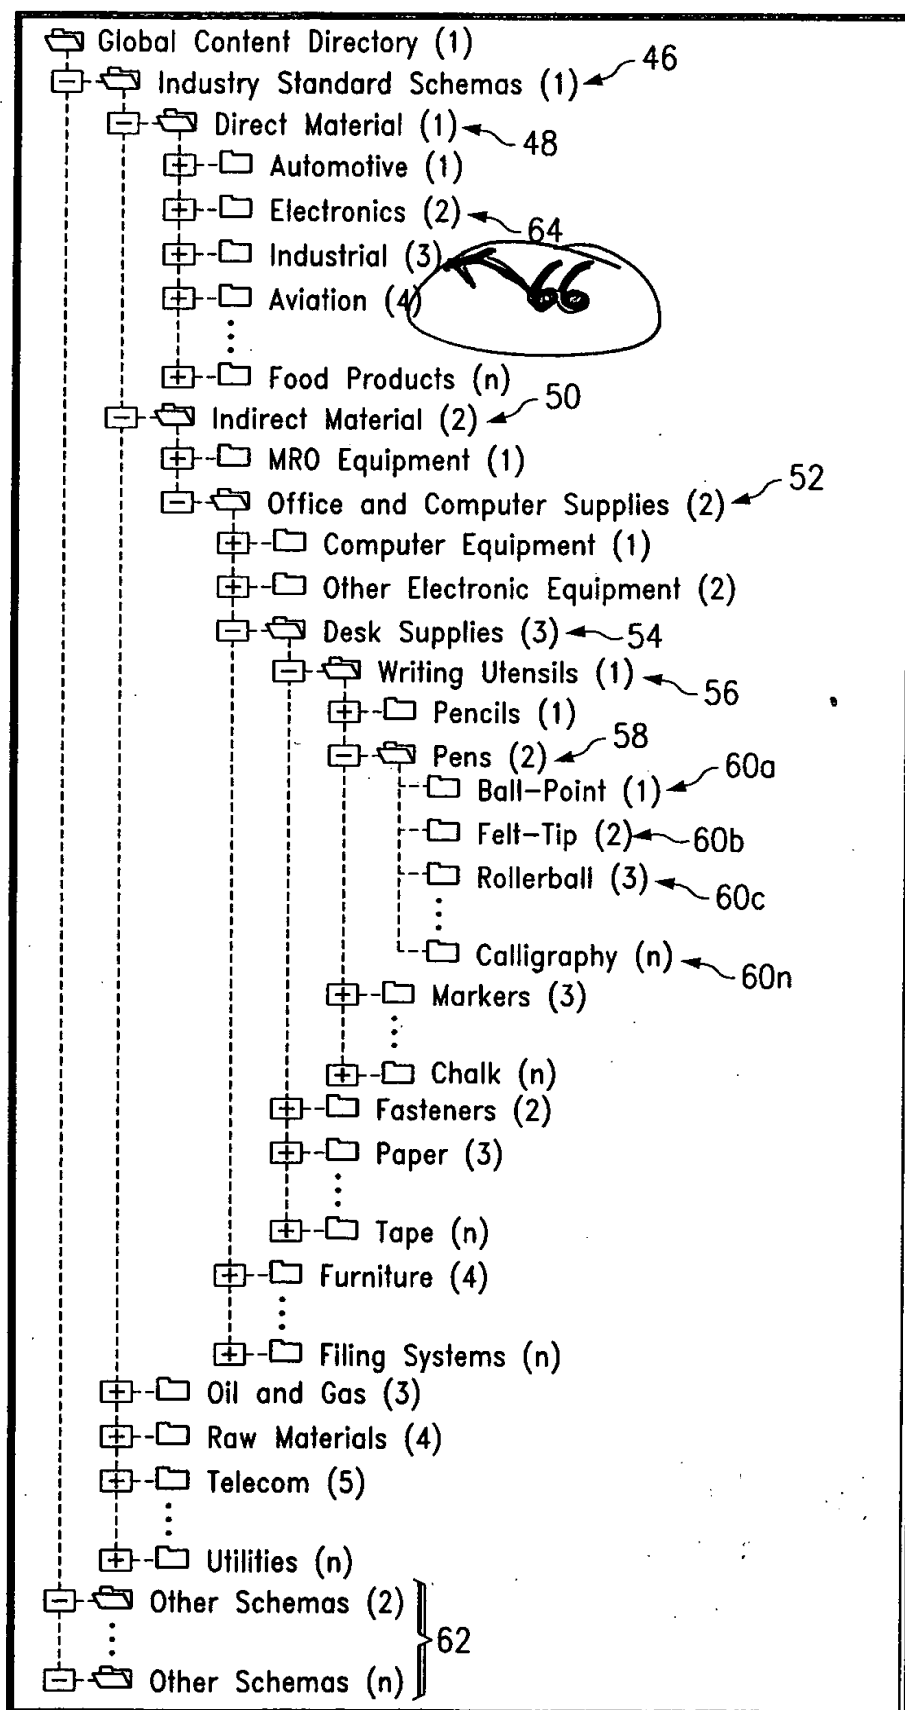 Global Content Directory (1)
Industry Standard Schemas (1) 46
Direct Material (1) 48
Automotive (1)
Electronics (2) 64
Industrial (3)
Aviation (4) 66
Food Products (n)
Indirect Material (2) 50
MRO Equipment (1)
Office and Computer Supplies (2) 52
Computer Equipment (1)
Other Electronic Equipment (2)
Desk Supplies (3) 54
Writing Utensils (1) 56
Pencils (1)
Pens (2) 58
Ball-Point (1) 60a
Felt-Tip (2) 60b
Rollerball (3) 60c
Calligraphy (n) 60n
Markers (3)
Chalk (n)
Fasteners (2)
Paper (3)
Tape (n)
Furniture (4)
Filing Systems (n)
Oil and Gas (3)
Raw Materials (4)
Telecom (5)
Utilities (n)
Other Schemas (2)
62
Other Schemas (n)